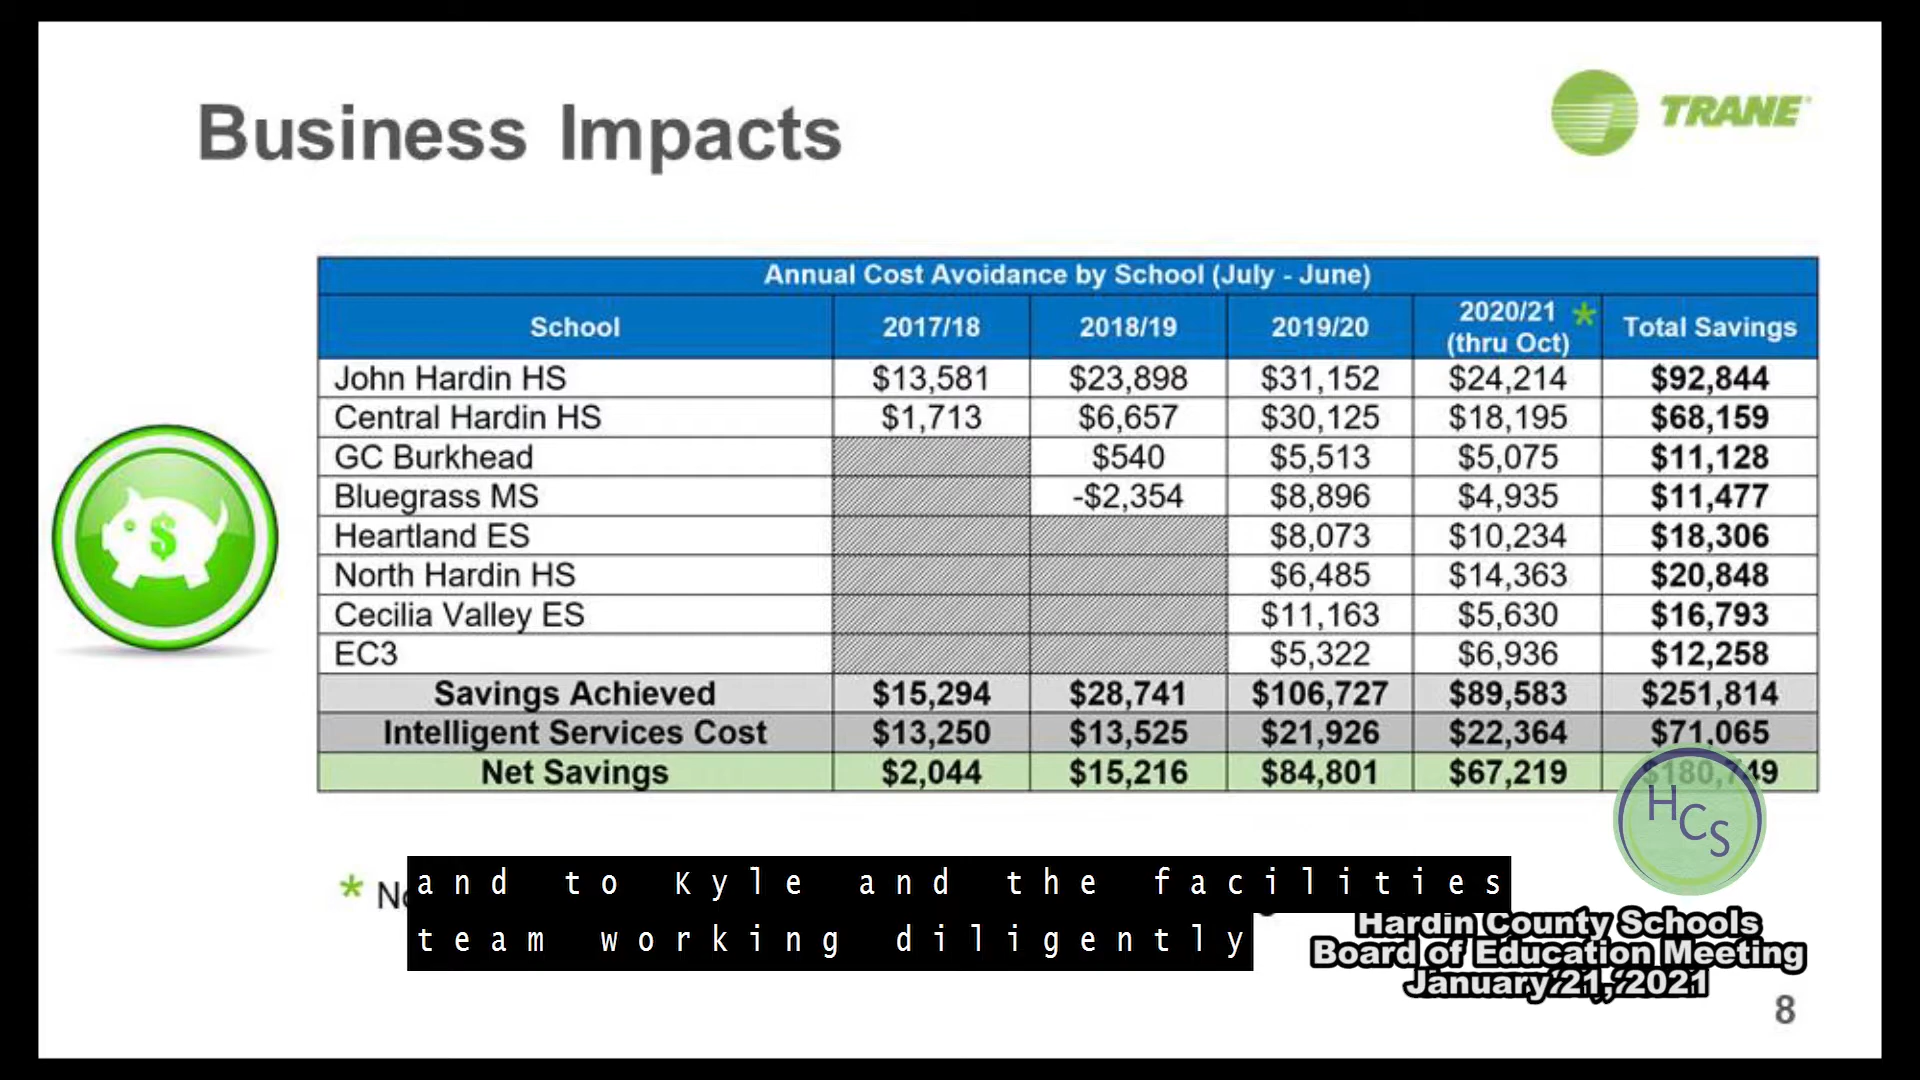 Business Impacts
TRANE
Annual Cost Avoidance by School (July - June)
School 2017/18 2018/19 2019/20 2020/21 (thru Oct) * Total Savings
John Hardin HS $13,581 $23,898 $31,152 $24,214 $92,844
Central Hardin HS $1,713 $6,657 $30,125 $18,195 $68,159
GC Burkhead $540 $5,513 $5,075 $11,128
Bluegrass MS -$2,354 $8,896 $4,935 $11,477
Heartland ES $8,073 $10,234 $18,306
North Hardin HS $6,485 $14,363 $20,848
Cecilia Valley ES $11,163 $5,630 $16,793
EC3 $5,322 $6,936 $12,258
Savings Achieved $15,294 $28,741 $106,727 $89,583 $251,814
Intelligent Services Cost $13,250 $13,525 $21,926 $22,364 $71,065
Net Savings $2,044 $15,216 $84,801 $67,219 $180,749
$
HCS
*
and to Kyle and the facilities
team working diligently
Hardin County Schools
Board of Education Meeting
January 21, 2021
8